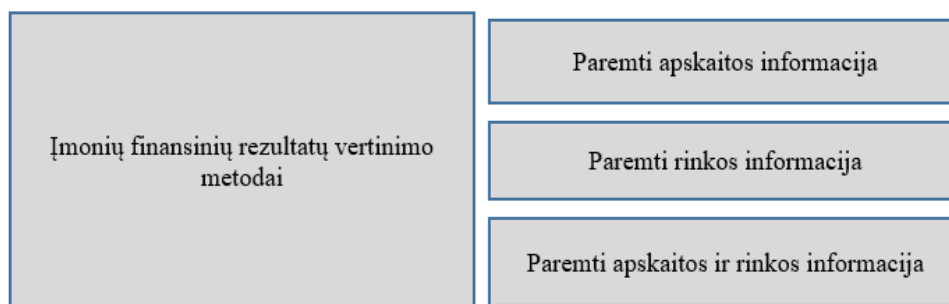 Įmonių finansinių rezultatų vertinimo
metodai
Paremti apskaitos informacija
Paremti rinkos informacija
Paremti apskaitos ir rinkos informacija